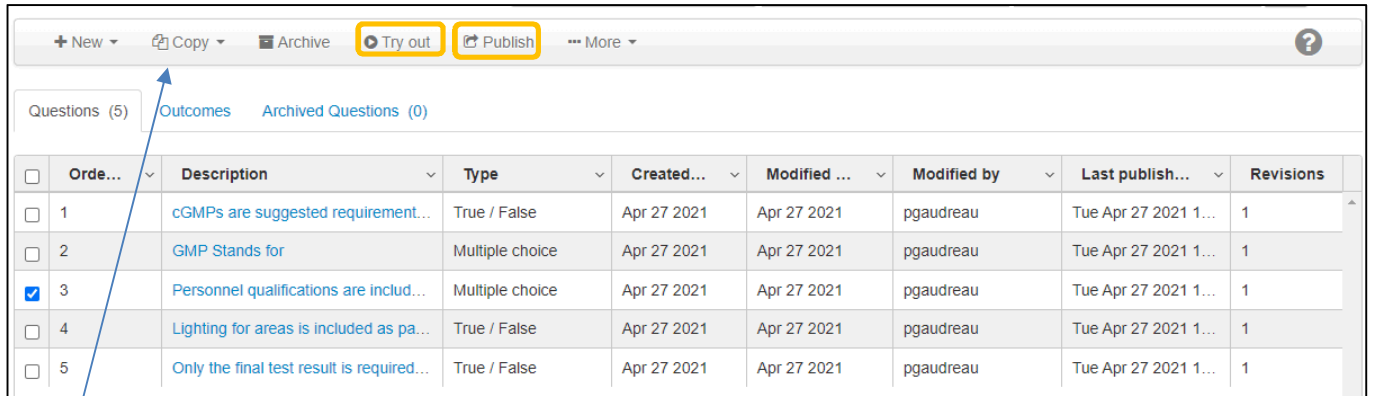 New Copy Archive Try out Publish More
Questions (5) Outcomes Archived Questions (0)
Orde... Description Type Created... Modified ... Modified by Last publish... Revisions
1 cGMPs are suggested requirement... True / False Apr 27 2021 Apr 27 2021 pgaudreau Tue Apr 27 2021 1... 1
2 GMP Stands for Multiple choice Apr 27 2021 Apr 27 2021 pgaudreau Tue Apr 27 2021 1... 1
3 Personnel qualifications are includ... Multiple choice Apr 27 2021 Apr 27 2021 pgaudreau Tue Apr 27 2021 1... 1
4 Lighting for areas is included as pa... True / False Apr 27 2021 Apr 27 2021 pgaudreau Tue Apr 27 2021 1... 1
5 Only the final test result is required... True / False Apr 27 2021 Apr 27 2021 pgaudreau Tue Apr 27 2021 1... 1